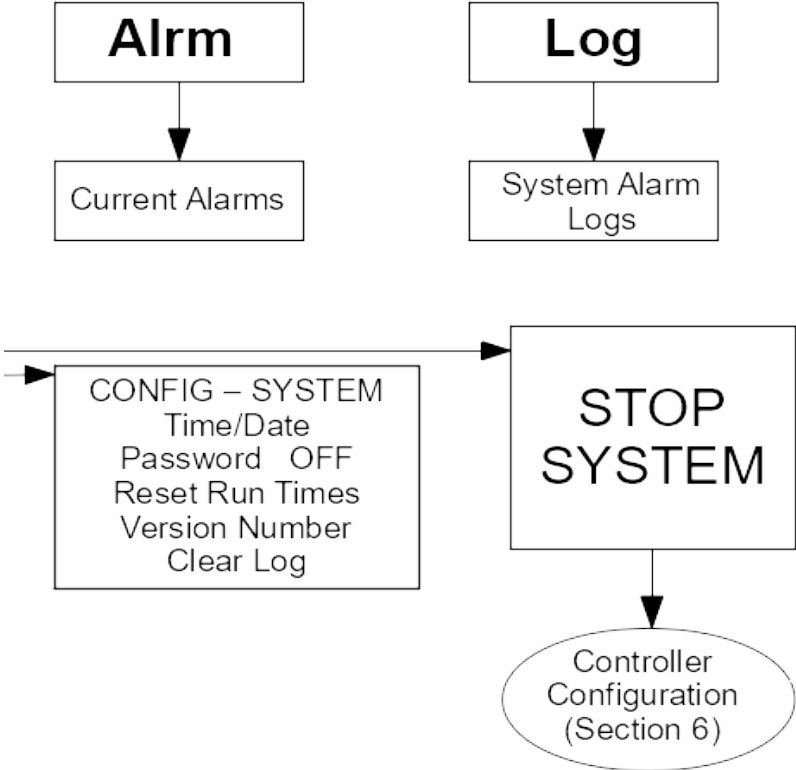 Alrm
Log
Current Alarms
System Alarm
Logs
CONFIG – SYSTEM
Time/Date
Password OFF
Reset Run Times
Version Number
Clear Log
STOP
SYSTEM
Controller
Configuration
(Section 6)